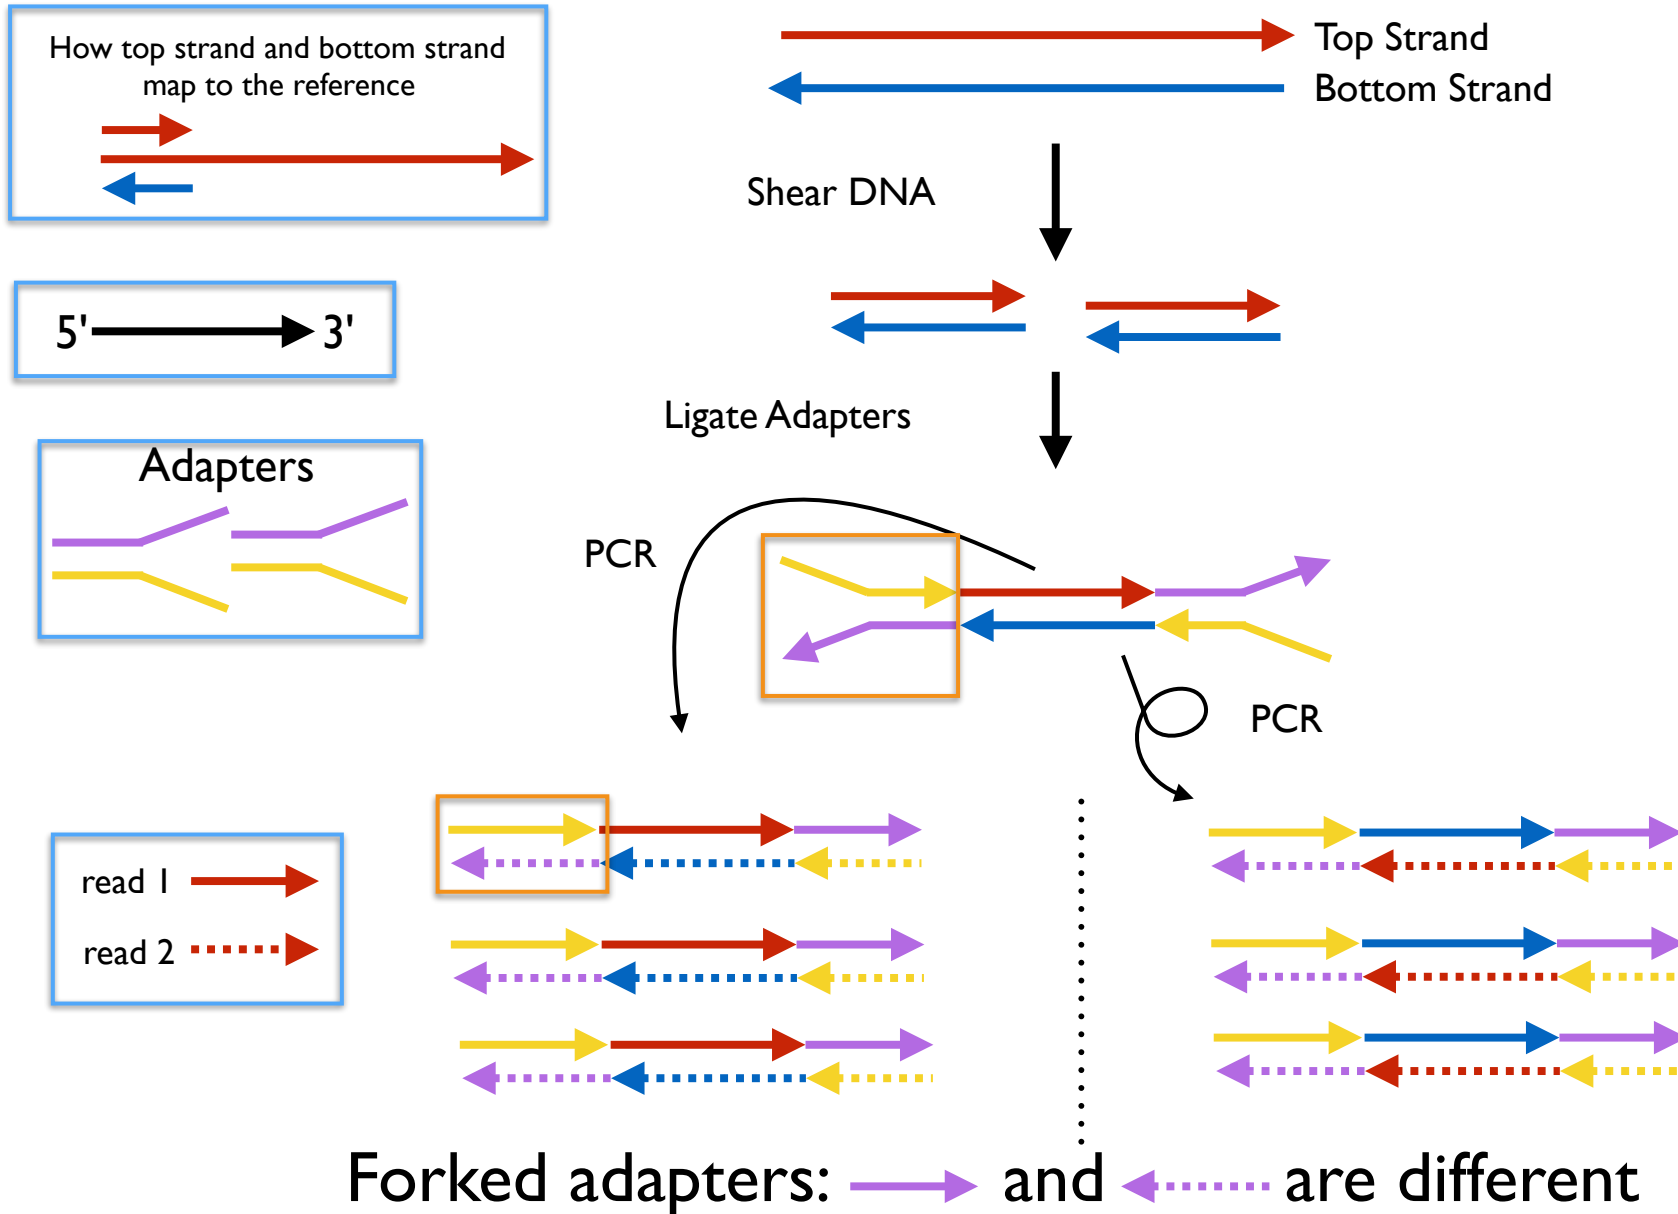 How top strand and bottom strand
map to the reference
Top Strand
Bottom Strand
Shear DNA
5' 3'
Ligate Adapters
Adapters
PCR
PCR
read 1
read 2
Forked adapters: and are different